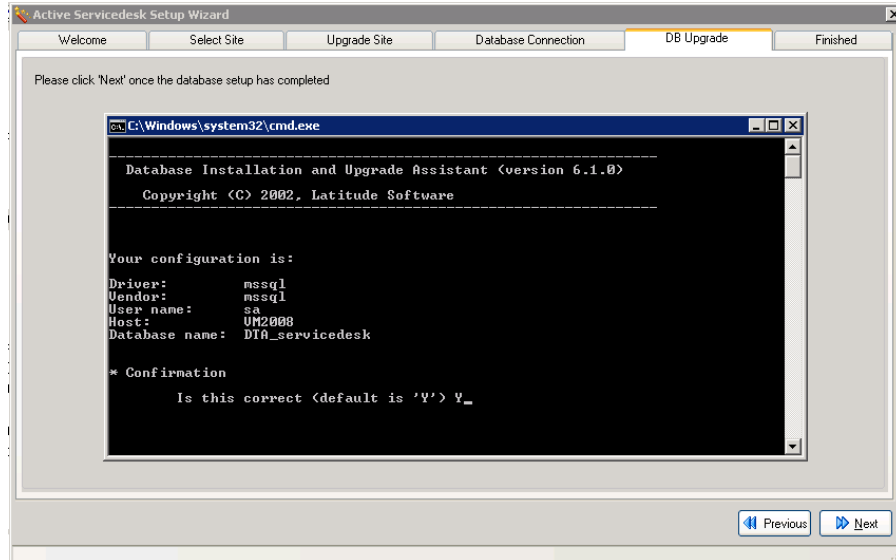 Active Servicedesk Setup Wizard
Welcome
Select Site
Upgrade Site
Database Connection
DB Upgrade
Finished
Please click 'Next' once the database setup has completed
C:\Windows\system32\cmd.exe
Database Installation and Upgrade Assistant (version 6.1.0)
Copyright (C) 2002, Latitude Software
Your configuration is:
Driver: mssql
Vendor: mssql
User name: sa
Host: VM2008
Database name: DTA_servicedesk
* Confirmation
Is this correct (default is 'Y') Y_
Previous
Next